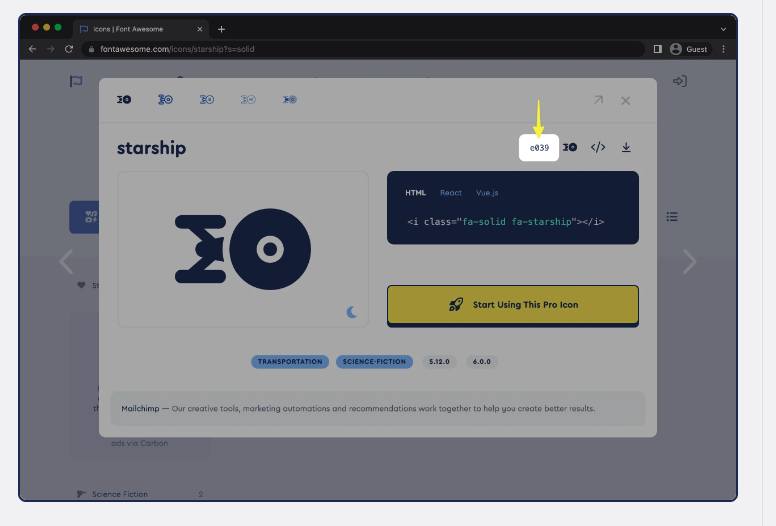 Icons | Font Awesome
fontawesome.com/icons/starship?s=solid
Guest
starship
e039
HTML React Vue.js
<i class="fa-solid fa-starship"></i>
Start Using This Pro Icon
TRANSPORTATION SCIENCE-FICTION 5.12.0 6.0.0
Mailchimp — Our creative tools, marketing automations and recommendations work together to help you create better results.
ads via Carbon
Science Fiction 2